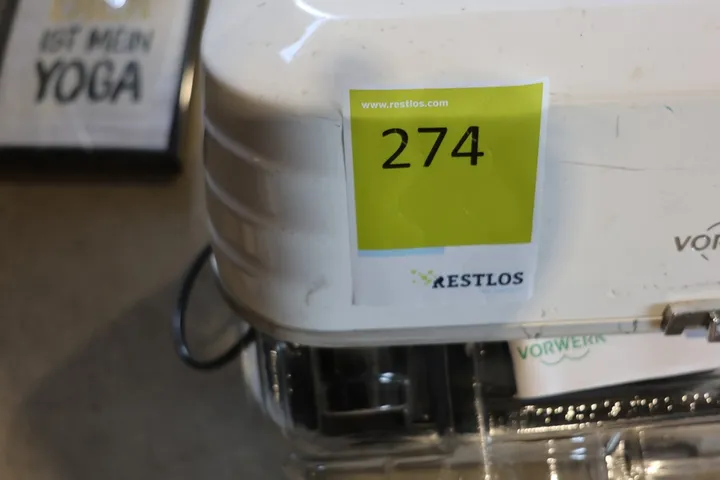 IST MEIN
YOGA
www.restlos.com
274
RESTLOS
VORWERK